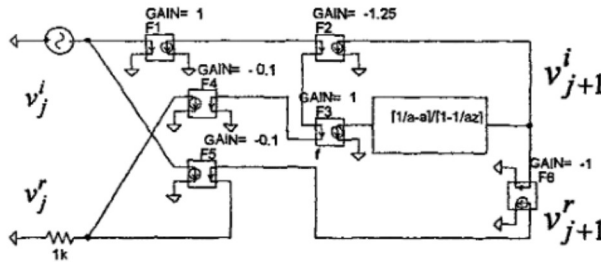 GAIN= 1
F1
GAIN= -1.25
F2
v_j^i
GAIN= - 0.1
F4
GAIN= 1
F3
[1/a-a]/[1-1/az]
v_{j+1}^i
GAIN= -0.1
F5
GAIN= -1
F6
v_j^r
v_{j+1}^r
1k